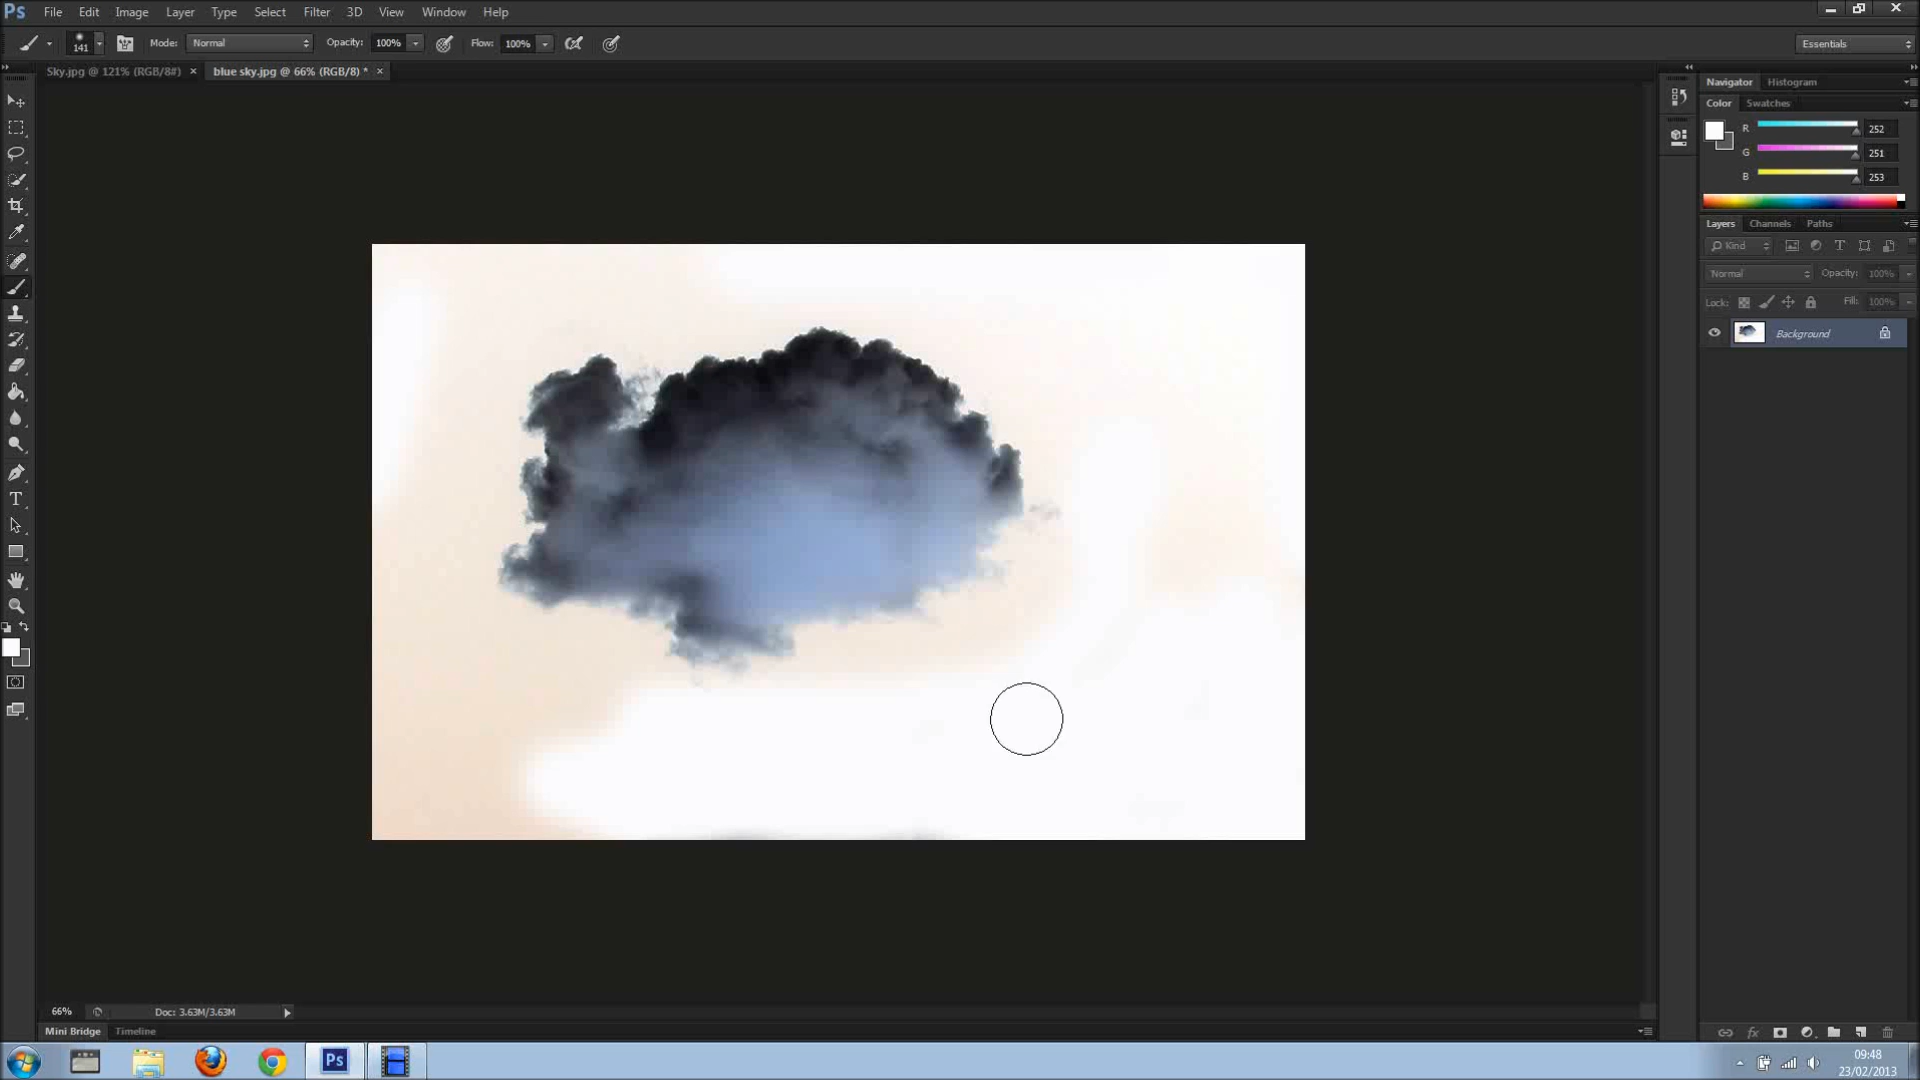 Ps File Edit Image Layer Type Select Filter 3D View Window Help
141 Mode: Normal Opacity: 100% Flow: 100% Essentials
Sky.jpg @ 121% (RGB/8#) × blue sky.jpg @ 66% (RGB/8) * ×
Navigator Histogram
Color Swatches
R 252
G 251
B 253
Layers Channels Paths
Kind T
Normal Opacity: 100%
Lock: Fill: 100%
Background
T
66% Doc: 3.63M/3.63M
Mini Bridge Timeline
fx
Ps
09:48
23/02/2013